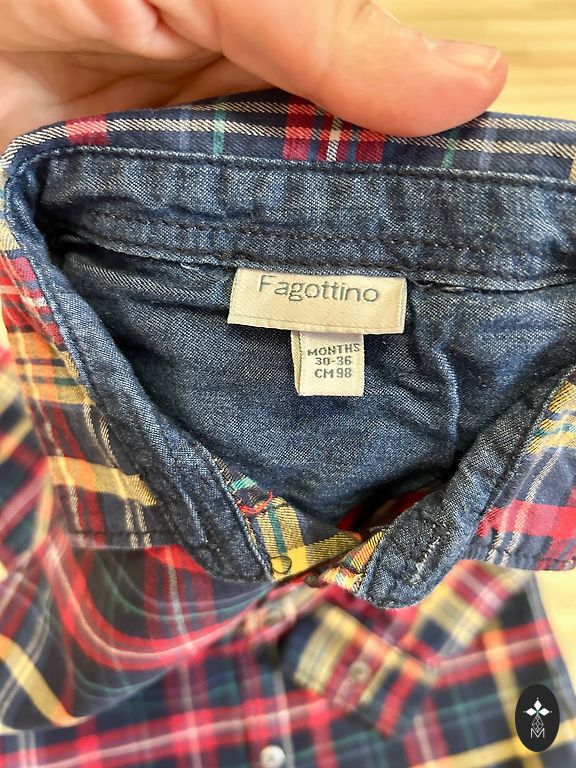 Fagottino
MONTHS
30-36
CM 98